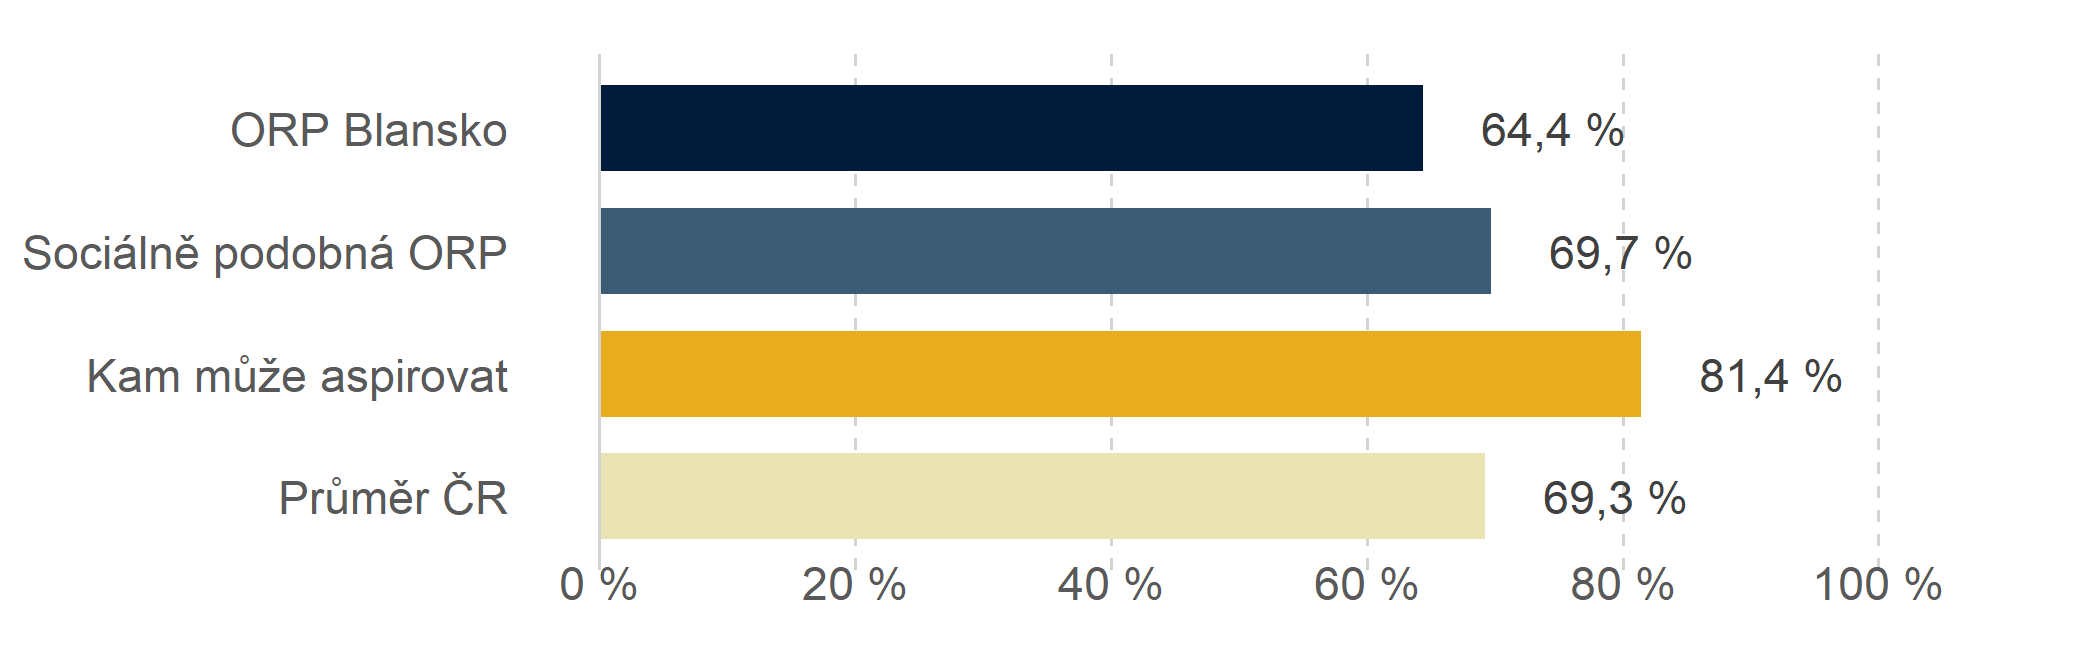 ORP Blansko
64,4 %
Sociálně podobná ORP
69,7 %
Kam může aspirovat
81,4 %
Průměr ČR
69,3 %
0 % 20 % 40 % 60 % 80 % 100 %